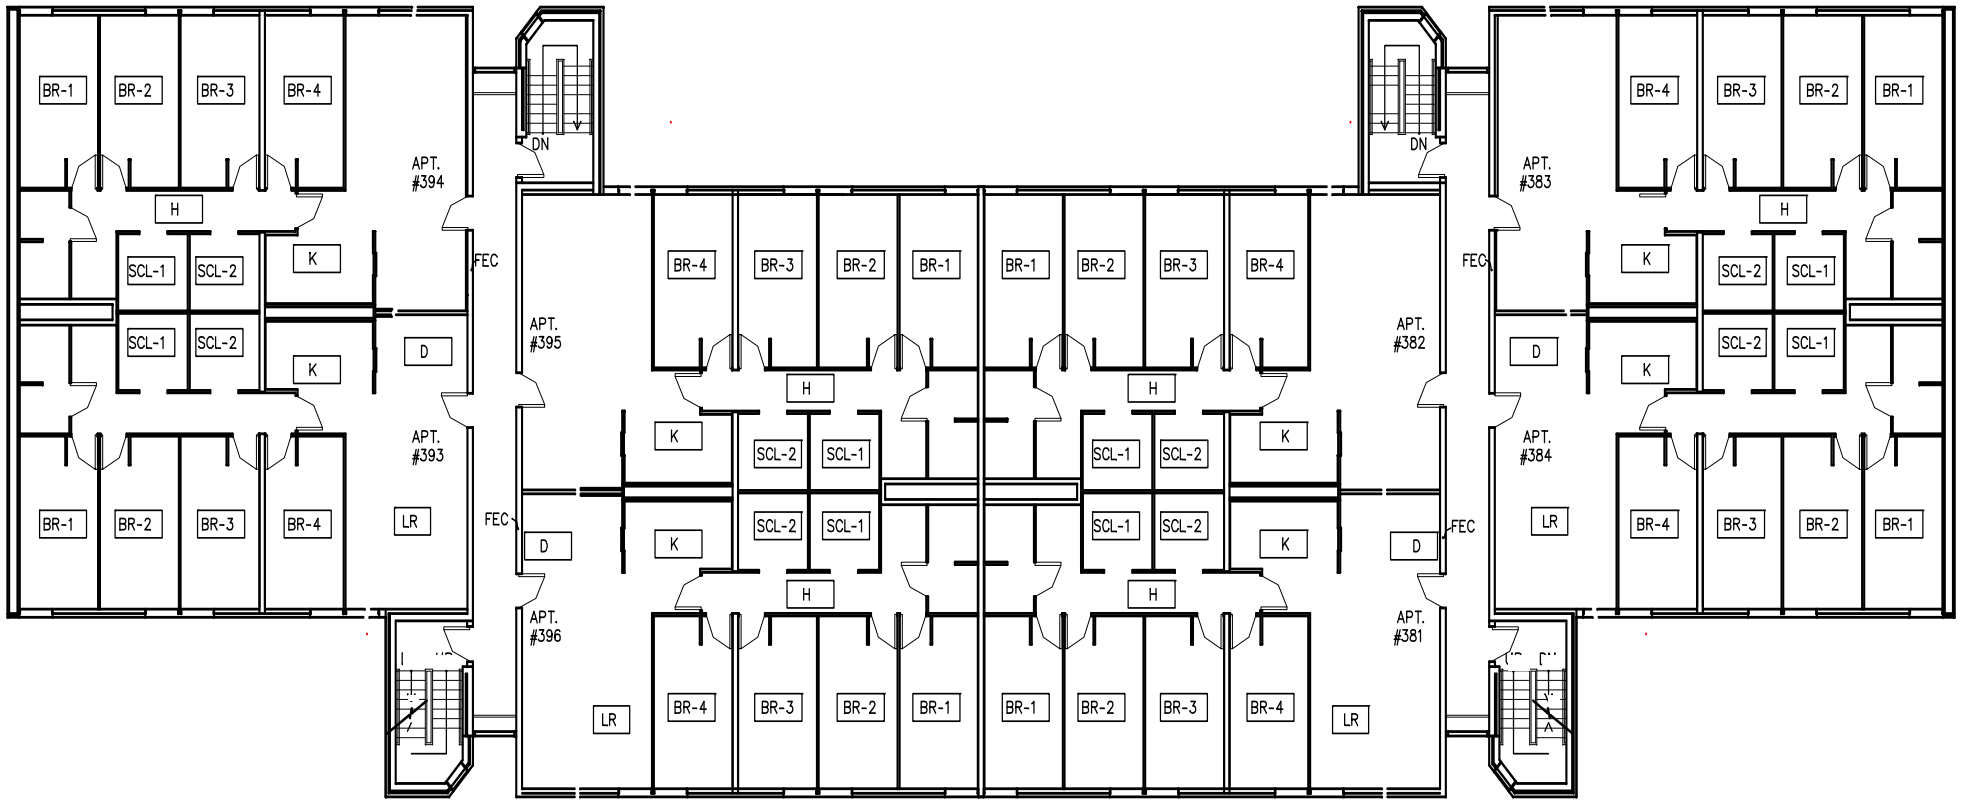 BR-1 BR-2 BR-3 BR-4
BR-4 BR-3 BR-2 BR-1
DN
DN
APT.
#394
APT.
#383
H
H
K
SCL-1 SCL-2
FEC
K
FEC
SCL-2 SCL-1
BR-4 BR-3 BR-2 BR-1 BR-1 BR-2 BR-3 BR-4
SCL-1 SCL-2
K
D
APT.
#395
APT.
#382
D
K
SCL-2 SCL-1
H
H
APT.
#393
K
SCL-2 SCL-1
SCL-1 SCL-2
K
APT.
#384
BR-1 BR-2 BR-3 BR-4
LR
FEC
D
K
SCL-2 SCL-1
SCL-1 SCL-2
K
D
FEC
LR
BR-4 BR-3 BR-2 BR-1
H
H
APT.
#396
APT.
#381
LR
BR-4 BR-3 BR-2 BR-1 BR-1 BR-2 BR-3 BR-4
LR